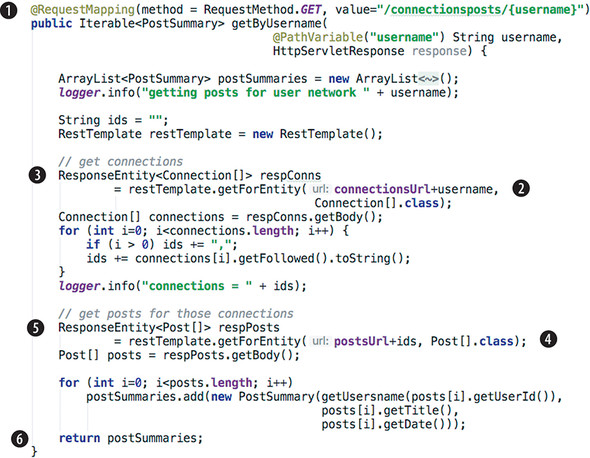 1 @RequestMapping(method = RequestMethod.GET, value="/connectionsposts/{username}")
public Iterable<PostSummary> getByUsername(
@PathVariable("username") String username,
HttpServletResponse response) {
ArrayList<PostSummary> postSummaries = new ArrayList<~>();
logger.info("getting posts for user network " + username);
String ids = "";
RestTemplate restTemplate = new RestTemplate();
// get connections
3 ResponseEntity<Connection[]> respConns
= restTemplate.getForEntity( url: connectionsUrl+username, 2
Connection[].class);
Connection[] connections = respConns.getBody();
for (int i=0; i<connections.length; i++) {
if (i > 0) ids += ",";
ids += connections[i].getFollowed().toString();
}
logger.info("connections = " + ids);
// get posts for those connections
5 ResponseEntity<Post[]> respPosts
= restTemplate.getForEntity( url: postsUrl+ids, Post[].class); 4
Post[] posts = respPosts.getBody();
for (int i=0; i<posts.length; i++)
postSummaries.add(new PostSummary(getUsersname(posts[i].getUserId()),
posts[i].getTitle(),
posts[i].getDate()));
6 return postSummaries;
}